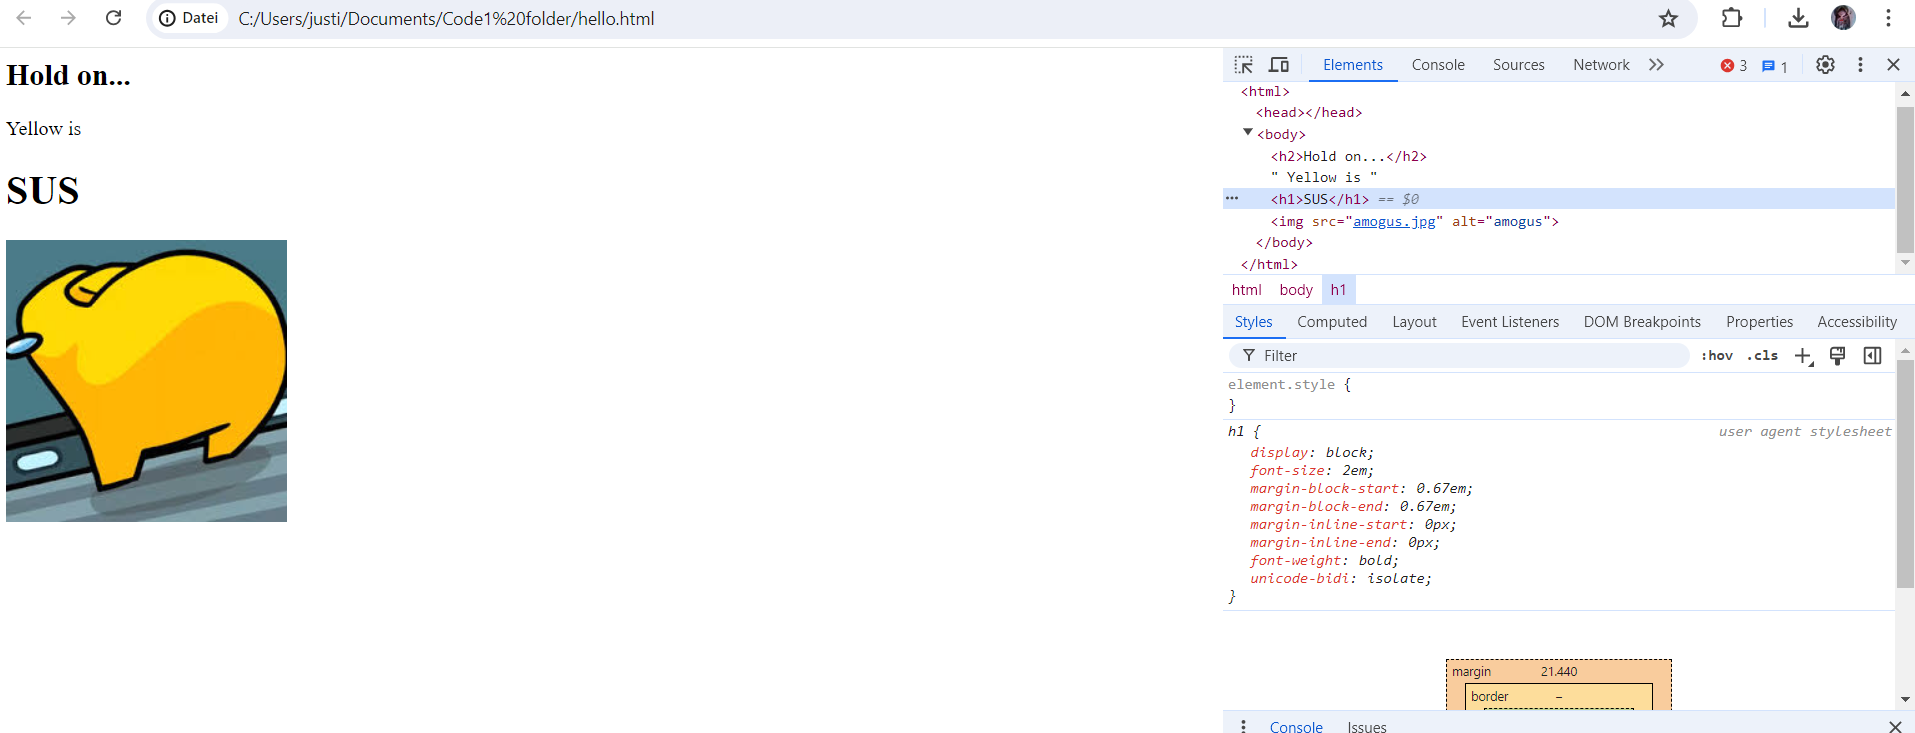 Datei C:/Users/justi/Documents/Code1%20folder/hello.html
Hold on...
Yellow is
SUS
Elements Console Sources Network 3 1
<html>
<head></head>
<body>
<h2>Hold on...</h2>
" Yellow is "
... <h1>SUS</h1> == $0
<img src="amogus.jpg" alt="amogus">
</body>
</html>
html body h1
Styles Computed Layout Event Listeners DOM Breakpoints Properties Accessibility
Filter :hov .cls
element.style {
}
h1 { user agent stylesheet
display: block;
font-size: 2em;
margin-block-start: 0.67em;
margin-block-end: 0.67em;
margin-inline-start: 0px;
margin-inline-end: 0px;
font-weight: bold;
unicode-bidi: isolate;
}
margin 21.440
border –
Console Issues